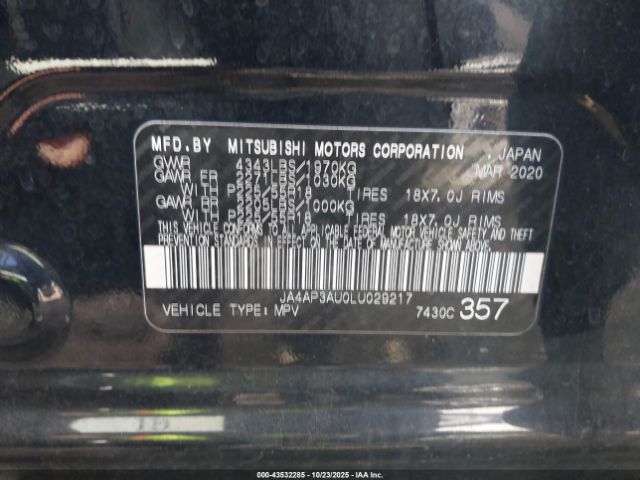 MFD.BY MITSUBISHI MOTORS CORPORATION , JAPAN
GVWR 4343LBS/1970KG MAR 2020
GAWR FR 2271LBS/1030KG
WITH P225/55R18 TIRES 18X7.0J RIMS
GAWR RR 2205LBS/1000KG
WITH P225/55R18 TIRES 18X7.0J RIMS
THIS VEHICLE CONFORMS TO ALL APPLICABLE FEDERAL MOTOR VEHICLE SAFETY AND THEFT
PREVENTION STANDARDS IN EFFECT ON THE DATE OF MANUFACTURE SHOWN ABOVE.
JA4AP3AU0LU029217
VEHICLE TYPE: MPV 7430C 357
000-43532285 - 10/23/2025 - IAA Inc.